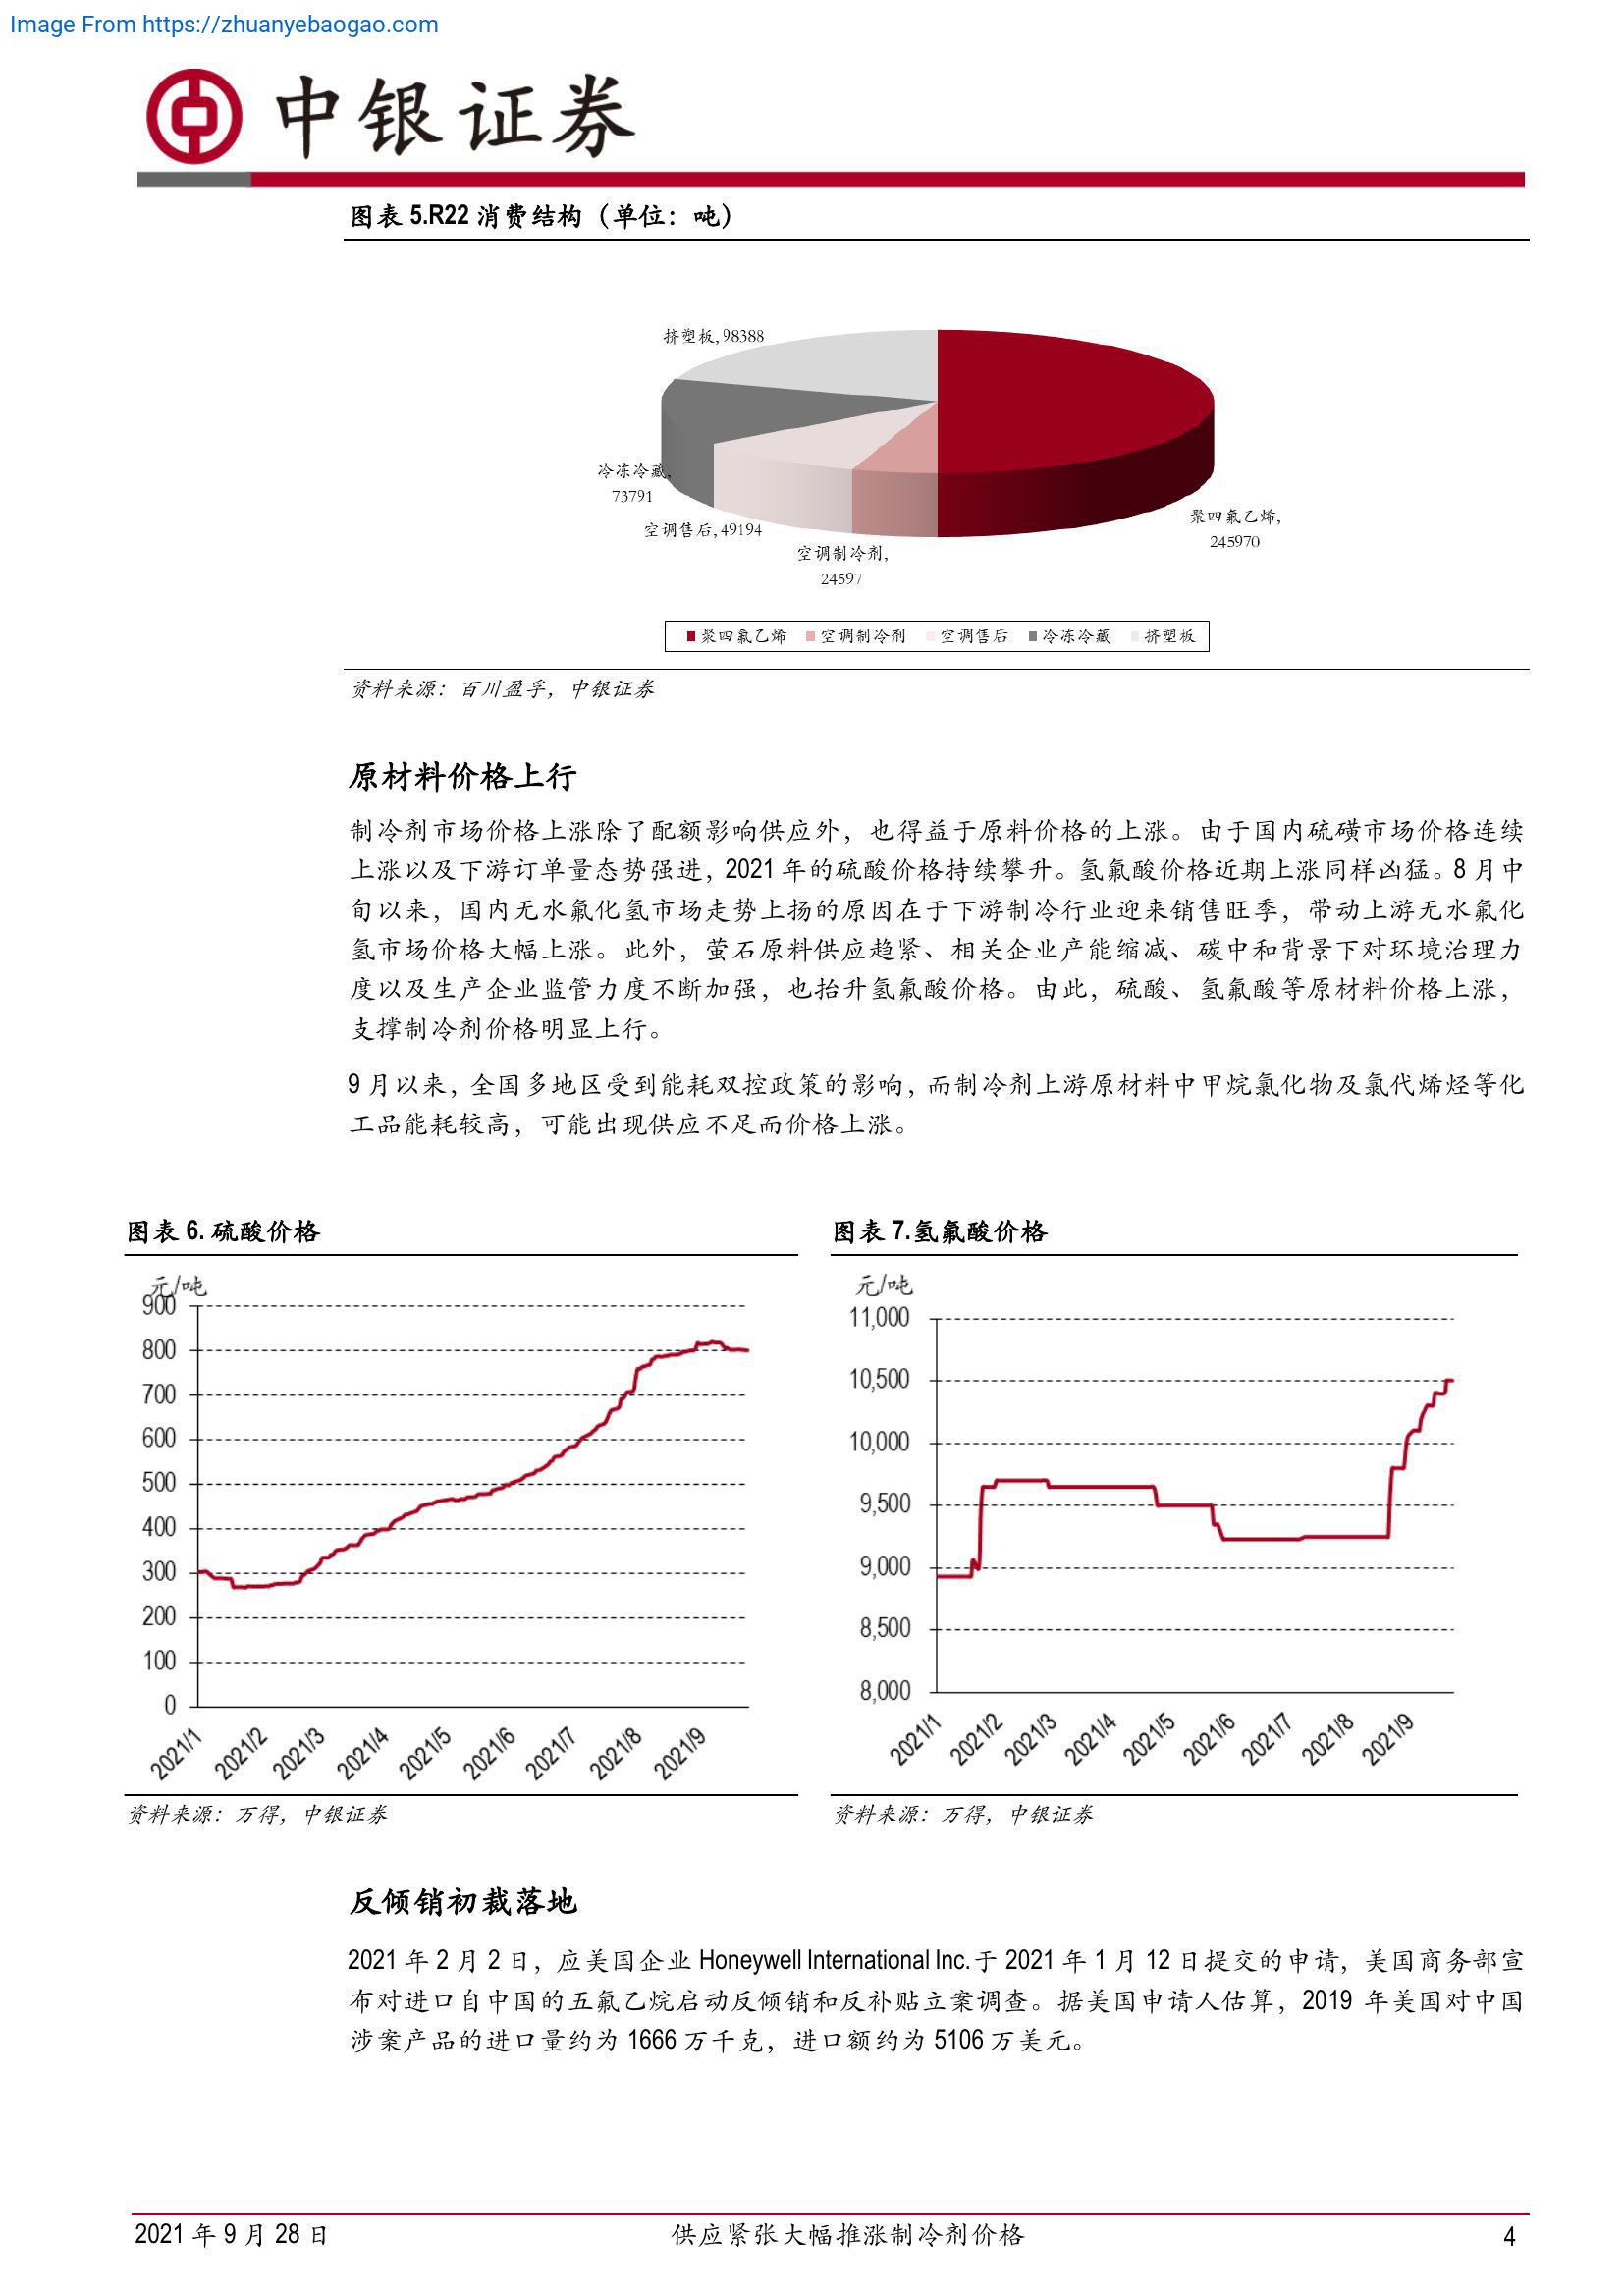 Image From https://zhuanyebaogao.com
中银证券
图表 5.R22 消费结构（单位：吨）
挤塑板, 98388
冷冻冷藏,
73791
空调售后, 49194
空调制冷剂,
24597
聚四氟乙烯,
245970
聚四氟乙烯 空调制冷剂 空调售后 冷冻冷藏 挤塑板
资料来源：百川盈孚，中银证券
原材料价格上行
制冷剂市场价格上涨除了配额影响供应外，也得益于原料价格的上涨。由于国内硫磺市场价格连续
上涨以及下游订单量态势强进，2021 年的硫酸价格持续攀升。氢氟酸价格近期上涨同样凶猛。8 月中
旬以来，国内无水氟化氢市场走势上扬的原因在于下游制冷行业迎来销售旺季，带动上游无水氟化
氢市场价格大幅上涨。此外，萤石原料供应趋紧、相关企业产能缩减、碳中和背景下对环境治理力
度以及生产企业监管力度不断加强，也抬升氢氟酸价格。由此，硫酸、氢氟酸等原材料价格上涨，
支撑制冷剂价格明显上行。
9 月以来，全国多地区受到能耗双控政策的影响，而制冷剂上游原材料中甲烷氯化物及氯代烯烃等化
工品能耗较高，可能出现供应不足而价格上涨。
图表 6. 硫酸价格
元/吨
900
800
700
600
500
400
300
200
100
0
2021/1 2021/2 2021/3 2021/4 2021/5 2021/6 2021/7 2021/8 2021/9
资料来源：万得，中银证券
图表 7.氢氟酸价格
元/吨
11,000
10,500
10,000
9,500
9,000
8,500
8,000
2021/1 2021/2 2021/3 2021/4 2021/5 2021/6 2021/7 2021/8 2021/9
资料来源：万得，中银证券
反倾销初裁落地
2021 年 2 月 2 日，应美国企业 Honeywell International Inc.于 2021 年 1 月 12 日提交的申请，美国商务部宣
布对进口自中国的五氟乙烷启动反倾销和反补贴立案调查。据美国申请人估算，2019 年美国对中国
涉案产品的进口量约为 1666 万千克，进口额约为 5106 万美元。
2021 年 9 月 28 日
供应紧张大幅推涨制冷剂价格
4